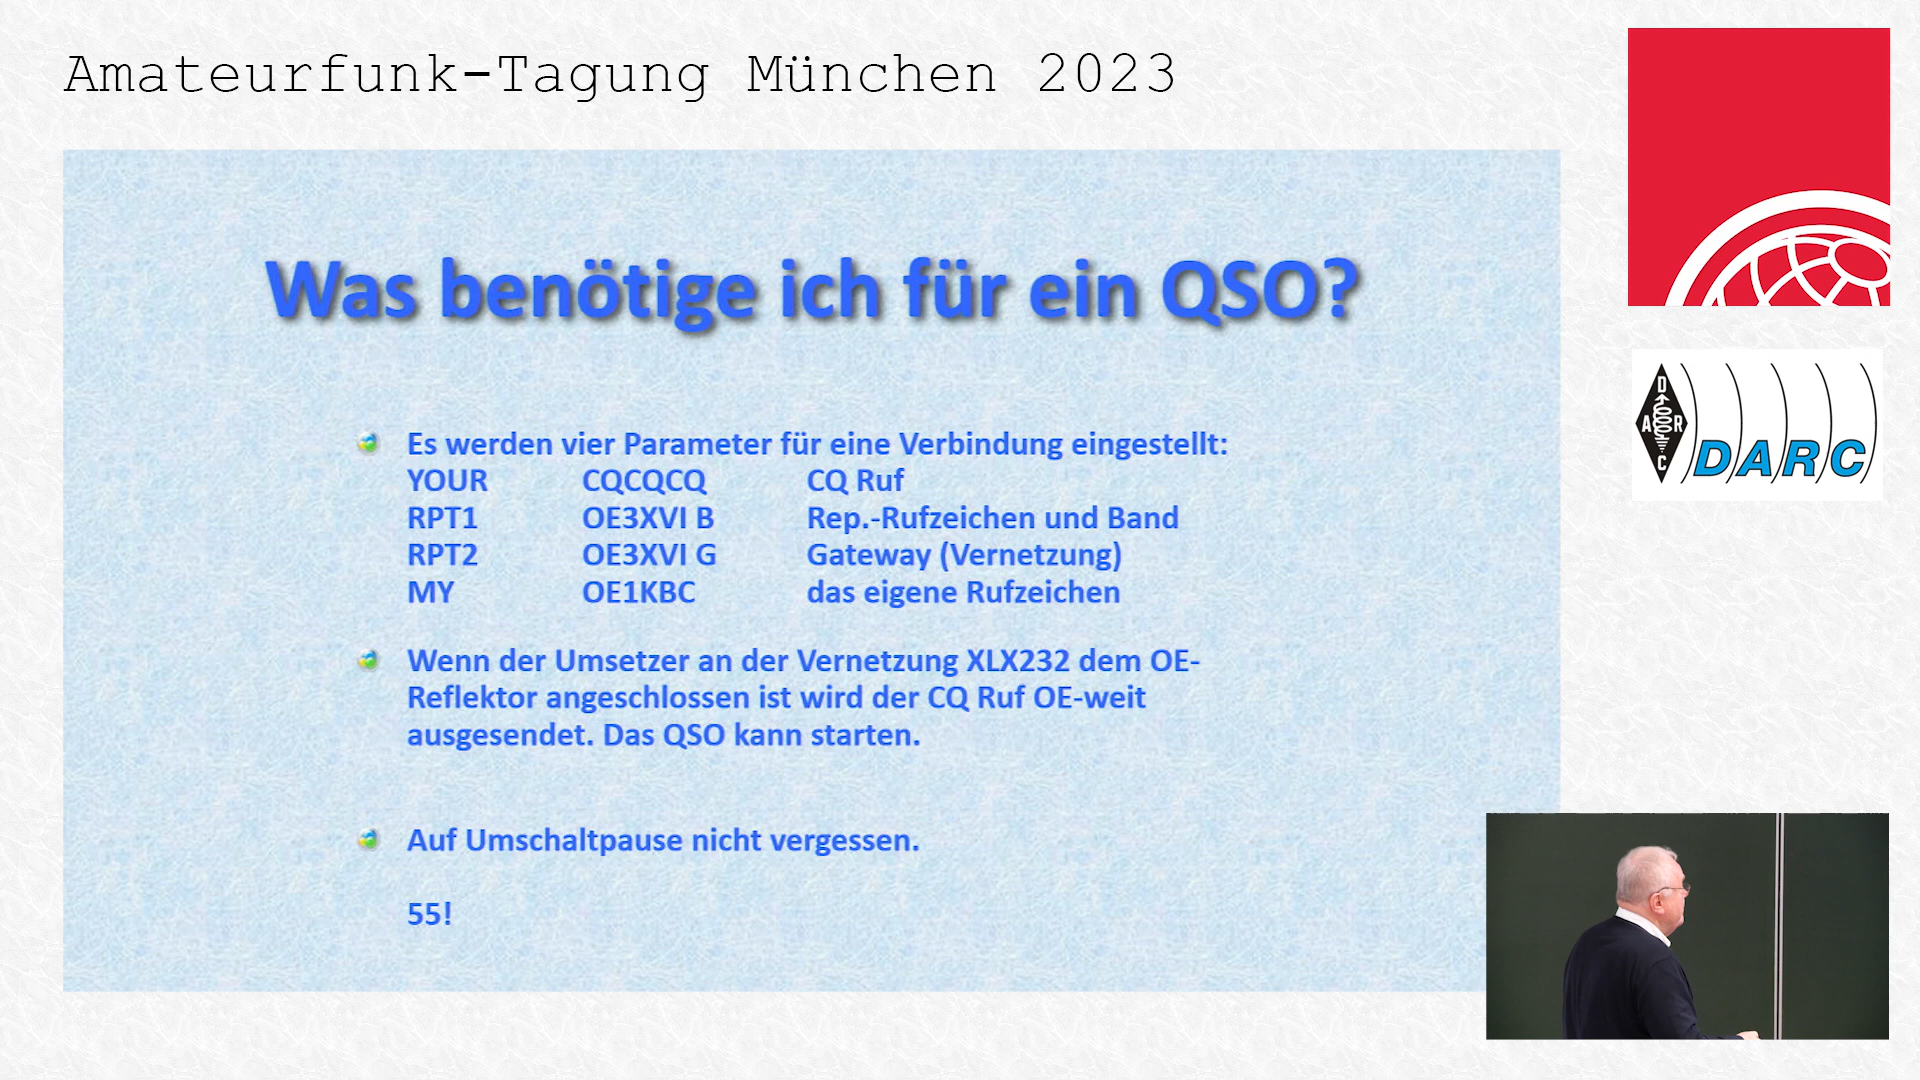 Amateurfunk-Tagung München 2023
Was benötige ich für ein QSO?
Es werden vier Parameter für eine Verbindung eingestellt:
YOUR CQCQCQ CQ Ruf
RPT1 OE3XVI B Rep.-Rufzeichen und Band
RPT2 OE3XVI G Gateway (Vernetzung)
MY OE1KBC das eigene Rufzeichen
Wenn der Umsetzer an der Vernetzung XLX232 dem OE-
Reflektor angeschlossen ist wird der CQ Ruf OE-weit
ausgesendet. Das QSO kann starten.
Auf Umschaltpause nicht vergessen.
55!
D
A R
C
DARC